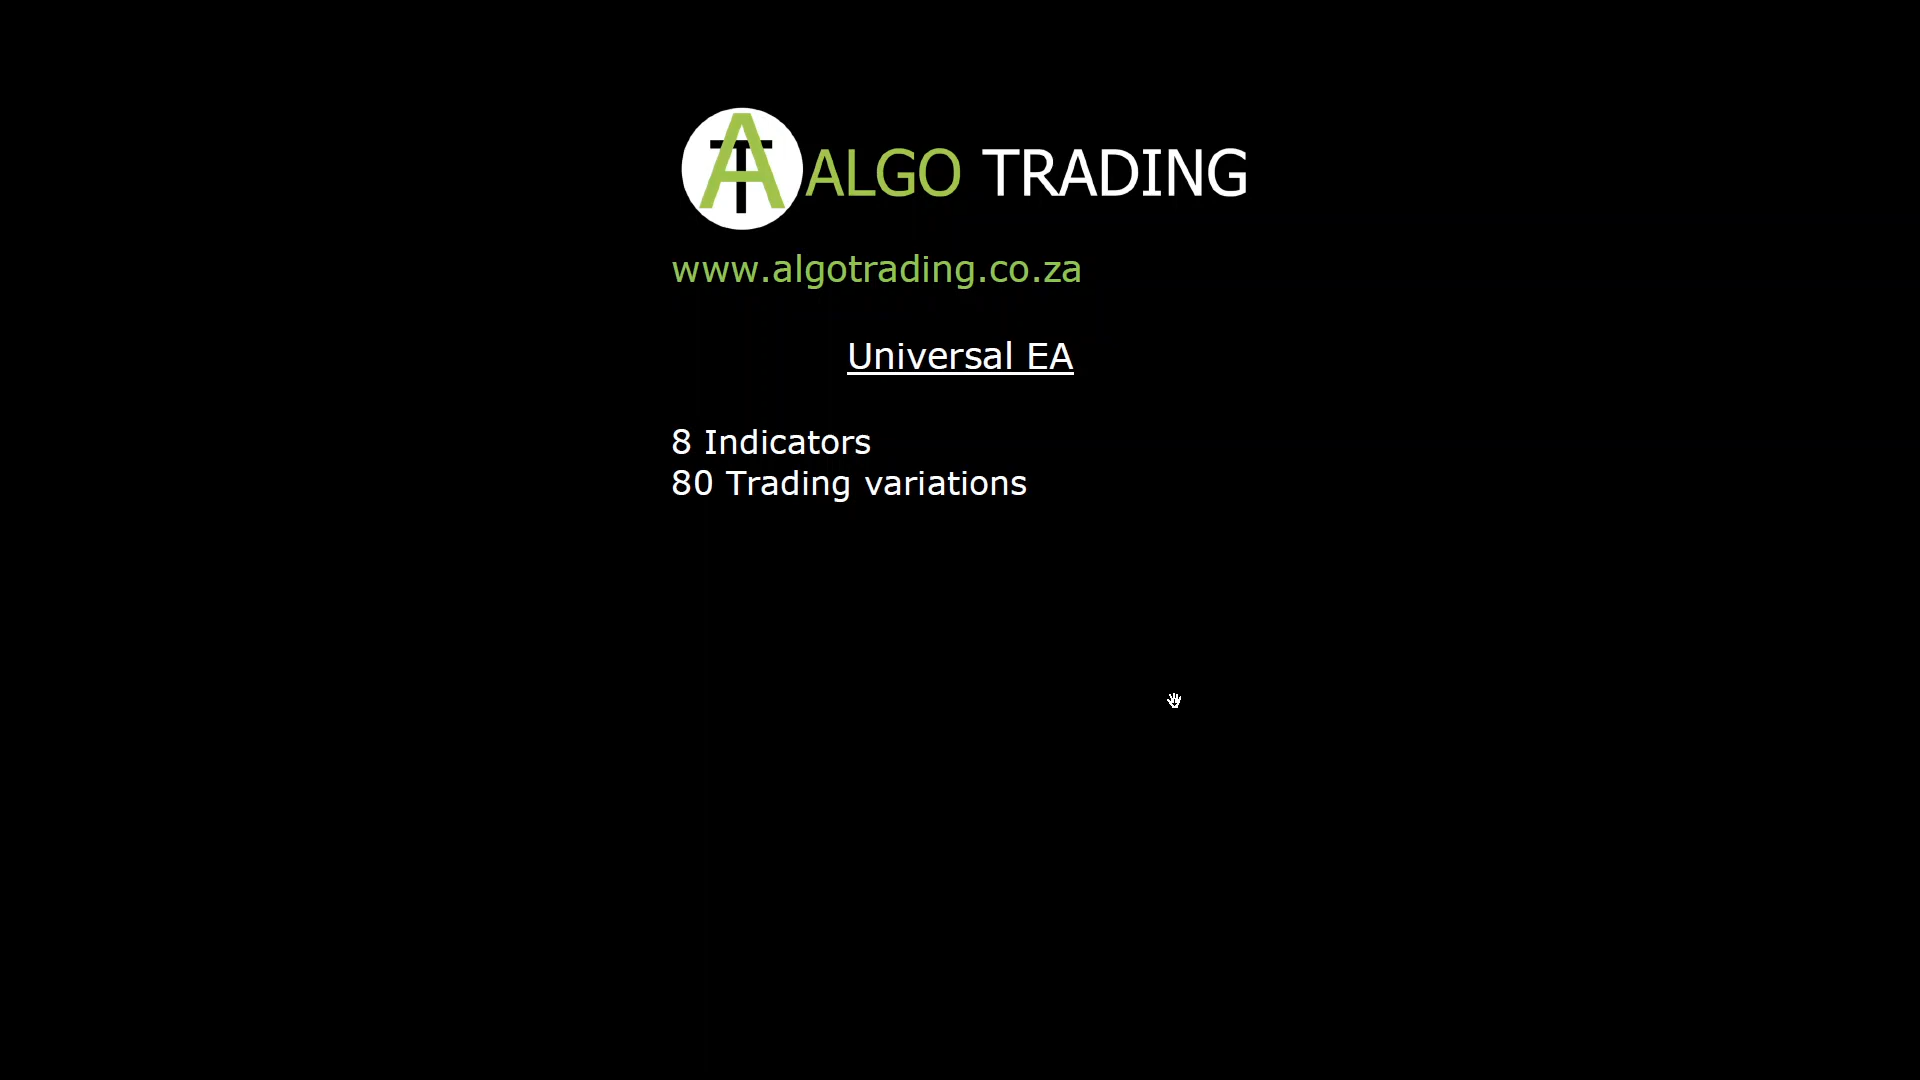 ALGO TRADING
www.algotrading.co.za
Universal EA
8 Indicators
80 Trading variations